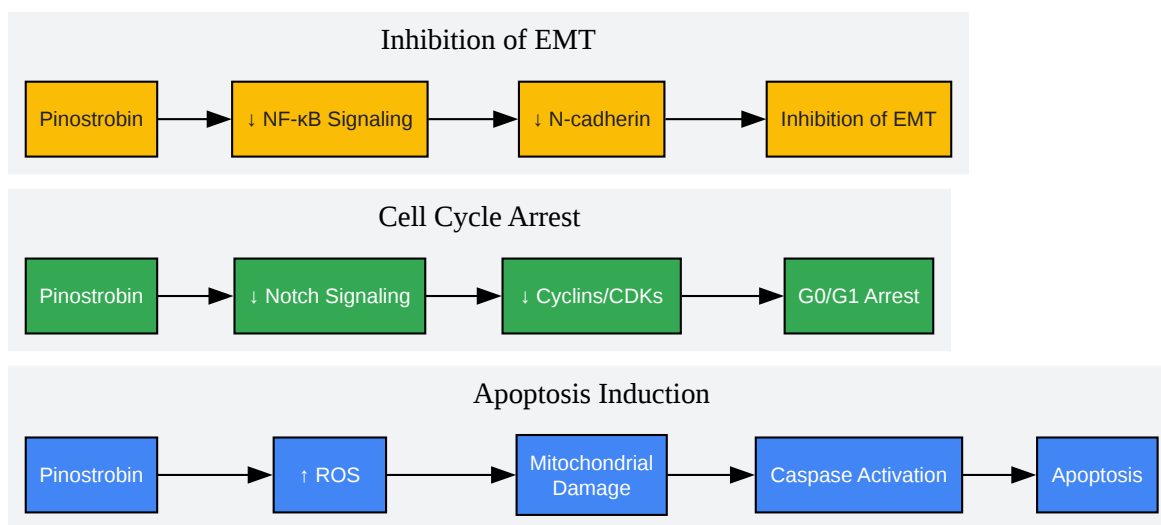 Inhibition of EMT
Pinostrobin
↓ NF-κB Signaling
↓ N-cadherin
Inhibition of EMT
Cell Cycle Arrest
Pinostrobin
↓ Notch Signaling
↓ Cyclins/CDKs
G0/G1 Arrest
Apoptosis Induction
Pinostrobin
↑ ROS
Mitochondrial
Damage
Caspase Activation
Apoptosis